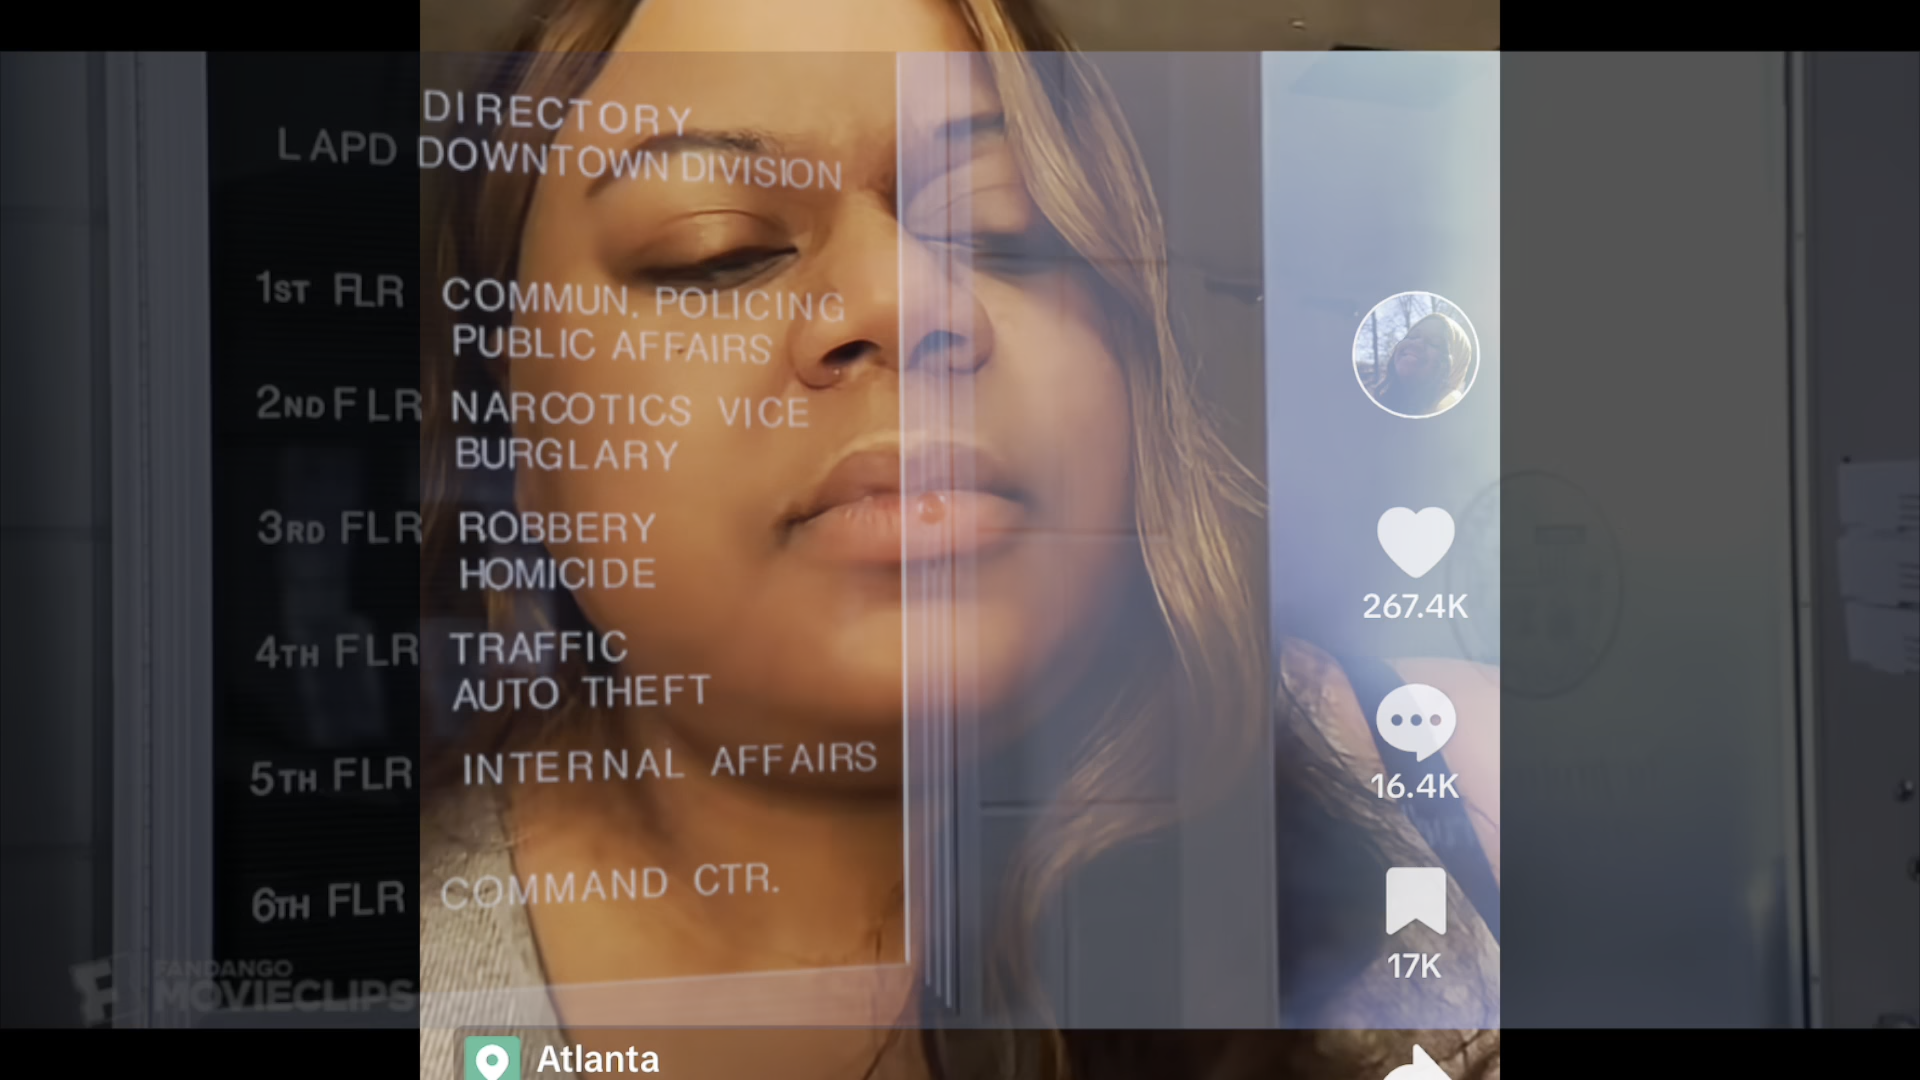 DIRECTORY
LAPD DOWNTOWN DIVISION
1ST FLR COMMUN. POLICING
PUBLIC AFFAIRS
2ND FLR NARCOTICS VICE
BURGLARY
3RD FLR ROBBERY
HOMICIDE
4TH FLR TRAFFIC
AUTO THEFT
5TH FLR INTERNAL AFFAIRS
6TH FLR COMMAND CTR.
267.4K
16.4K
17K
FANDANGO
MOVIECLIPS
Atlanta